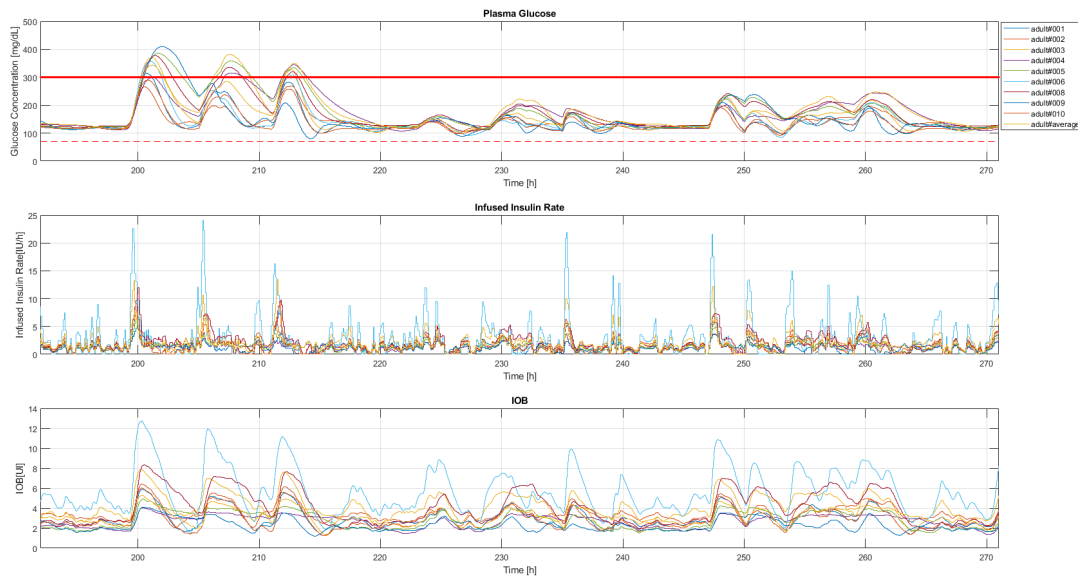 Plasma Glucose
Glucose Concentration [mg/dL]
500
400
300
200
100
0
200
210
220
230
240
250
260
270
Time [h]
adult#001
adult#002
adult#003
adult#004
adult#005
adult#006
adult#008
adult#009
adult#010
adult#average
Infused Insulin Rate
Infused Insulin Rate[IU/h]
25
20
15
10
5
0
200
210
220
230
240
250
260
270
Time [h]
IOB
IOB[UI]
14
12
10
8
6
4
2
0
200
210
220
230
240
250
260
270
Time [h]